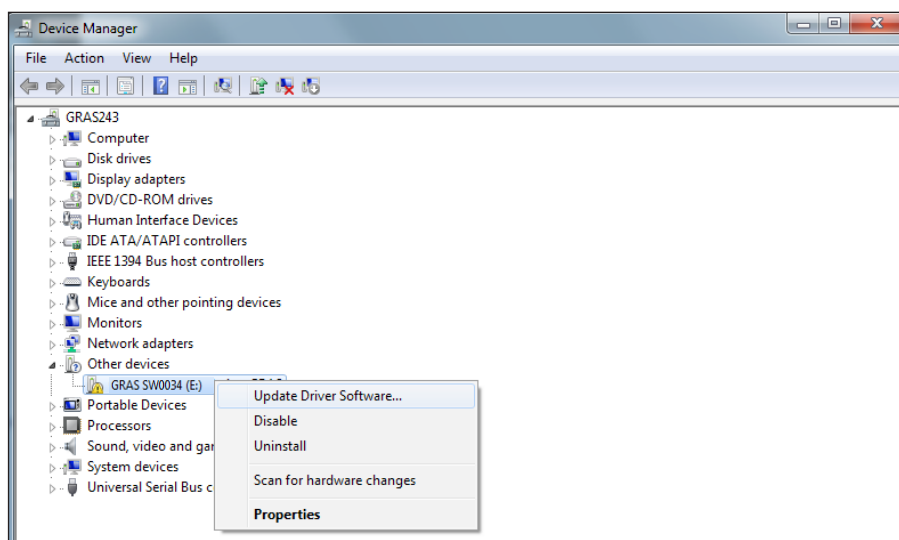 Device Manager
File Action View Help
GRAS243
Computer
Disk drives
Display adapters
DVD/CD-ROM drives
Human Interface Devices
IDE ATA/ATAPI controllers
IEEE 1394 Bus host controllers
Keyboards
Mice and other pointing devices
Monitors
Network adapters
Other devices
GRAS SW0034 (E:)
Update Driver Software...
Portable Devices
Disable
Processors
Uninstall
Sound, video and
System devices
Scan for hardware changes
Universal Serial Bus
Properties